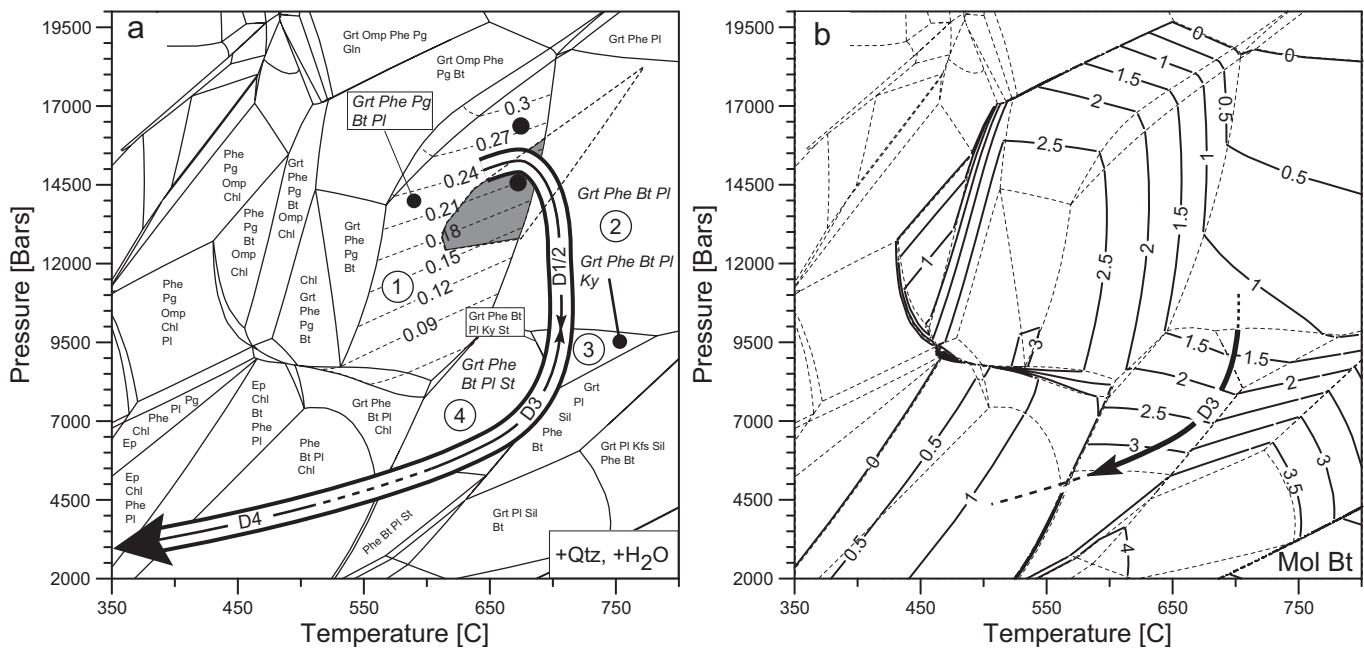 a
Pressure [Bars]
19500
17000
14500
12000
9500
7000
4500
2000
350
450
550
650
750
Temperature [C]
Grt Omp Phe Pg
Gln
Grt Omp Phe
Pg Bt
Grt Phe Pl
Grt Phe Pg
Bt Pl
0.3
0.27
0.24
0.21
0.18
0.15
0.12
0.09
Phe
Pg
Omp
Chl
Grt
Phe
Pg
Bt
Omp
Chl
Phe
Pg
Bt
Omp
Chl
Grt
Phe
Pg
Bt
Grt Phe Bt Pl
2
1
D1/2
Grt Phe Bt Pl
Ky
Phe
Pg
Omp
Chl
Pl
Chl
Grt
Phe
Pg
Bt
Grt Phe Bt
Pl Ky St
3
Grt Phe
Bt Pl St
4
D3
Grt
Pl
Sil
Phe
Bt
Pg
Pl
Phe
Chl
Ep
Ep
Chl
Bt
Phe
Pl
Grt Phe
Bt Pl
Chl
Phe
Bt Pl
Chl
Grt Pl Kfs Sil
Phe Bt
Ep
Chl
Phe
Pl
D4
Phe Bt Pl St
Grt Pl Sil
Bt
+Qtz, +H2O
b
Pressure [Bars]
19500
17000
14500
12000
9500
7000
4500
2000
350
450
550
650
750
Temperature [C]
0
0
0.5
1
1.5
2
2.5
1
0.5
1.5
2
2.5
1
1
3
1.5
1.5
2
2
2.5
D3
3
0
0.5
1
0.5
3.5
3
4
Mol Bt